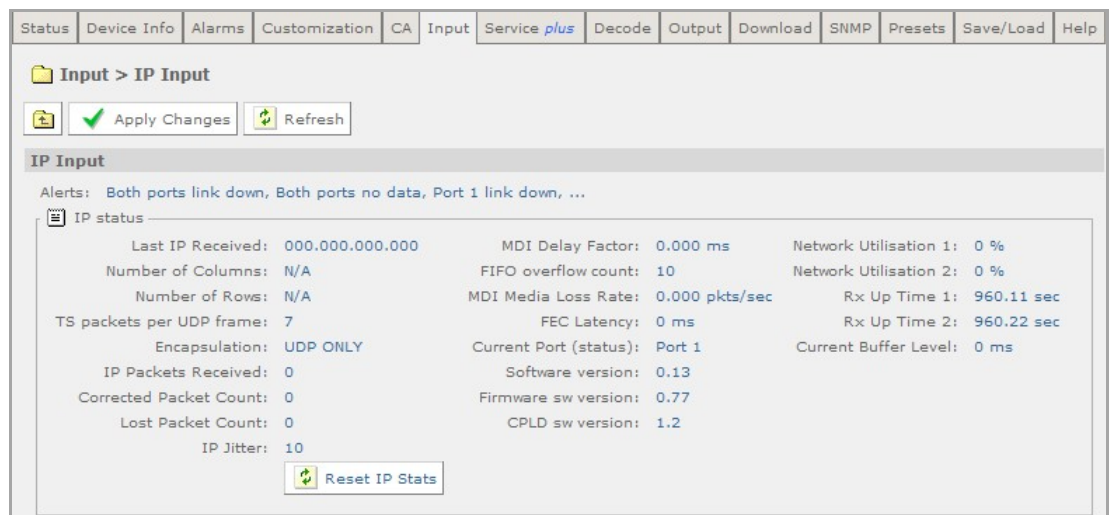 Status Device Info Alarms Customization CA Input Service plus Decode Output Download SNMP Presets Save/Load Help
Input > IP Input
Apply Changes Refresh
IP Input
Alerts: Both ports link down, Both ports no data, Port 1 link down, ...
IP status
Last IP Received: 000.000.000.000 MDI Delay Factor: 0.000 ms Network Utilisation 1: 0 %
Number of Columns: N/A FIFO overflow count: 10 Network Utilisation 2: 0 %
Number of Rows: N/A MDI Media Loss Rate: 0.000 pkts/sec Rx Up Time 1: 960.11 sec
TS packets per UDP frame: 7 FEC Latency: 0 ms Rx Up Time 2: 960.22 sec
Encapsulation: UDP ONLY Current Port (status): Port 1 Current Buffer Level: 0 ms
IP Packets Received: 0 Software version: 0.13
Corrected Packet Count: 0 Firmware sw version: 0.77
Lost Packet Count: 0 CPLD sw version: 1.2
IP Jitter: 10
Reset IP Stats